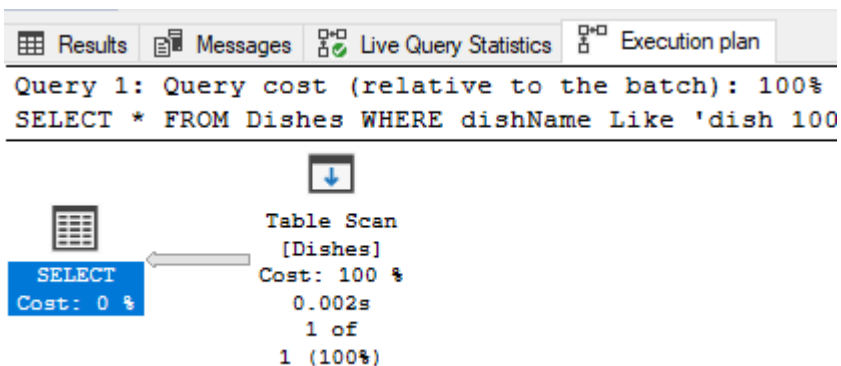 Results Messages Live Query Statistics Execution plan
Query 1: Query cost (relative to the batch): 100%
SELECT * FROM Dishes WHERE dishName Like 'dish 100
Table Scan
[Dishes]
Cost: 100 %
0.002s
1 of
1 (100%)
SELECT
Cost: 0 %